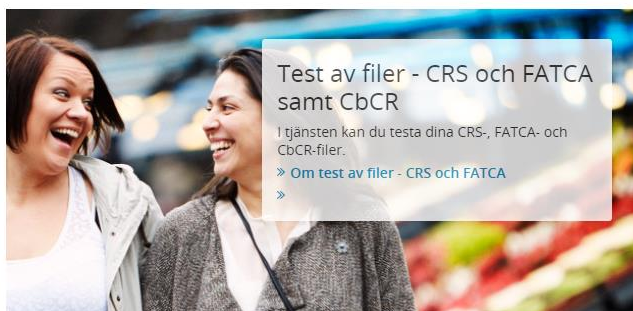 Test av filer - CRS och FATCA
samt CbCR
I tjänsten kan du testa dina CRS-, FATCA- och
CbCR-filer.
» Om test av filer - CRS och FATCA
»